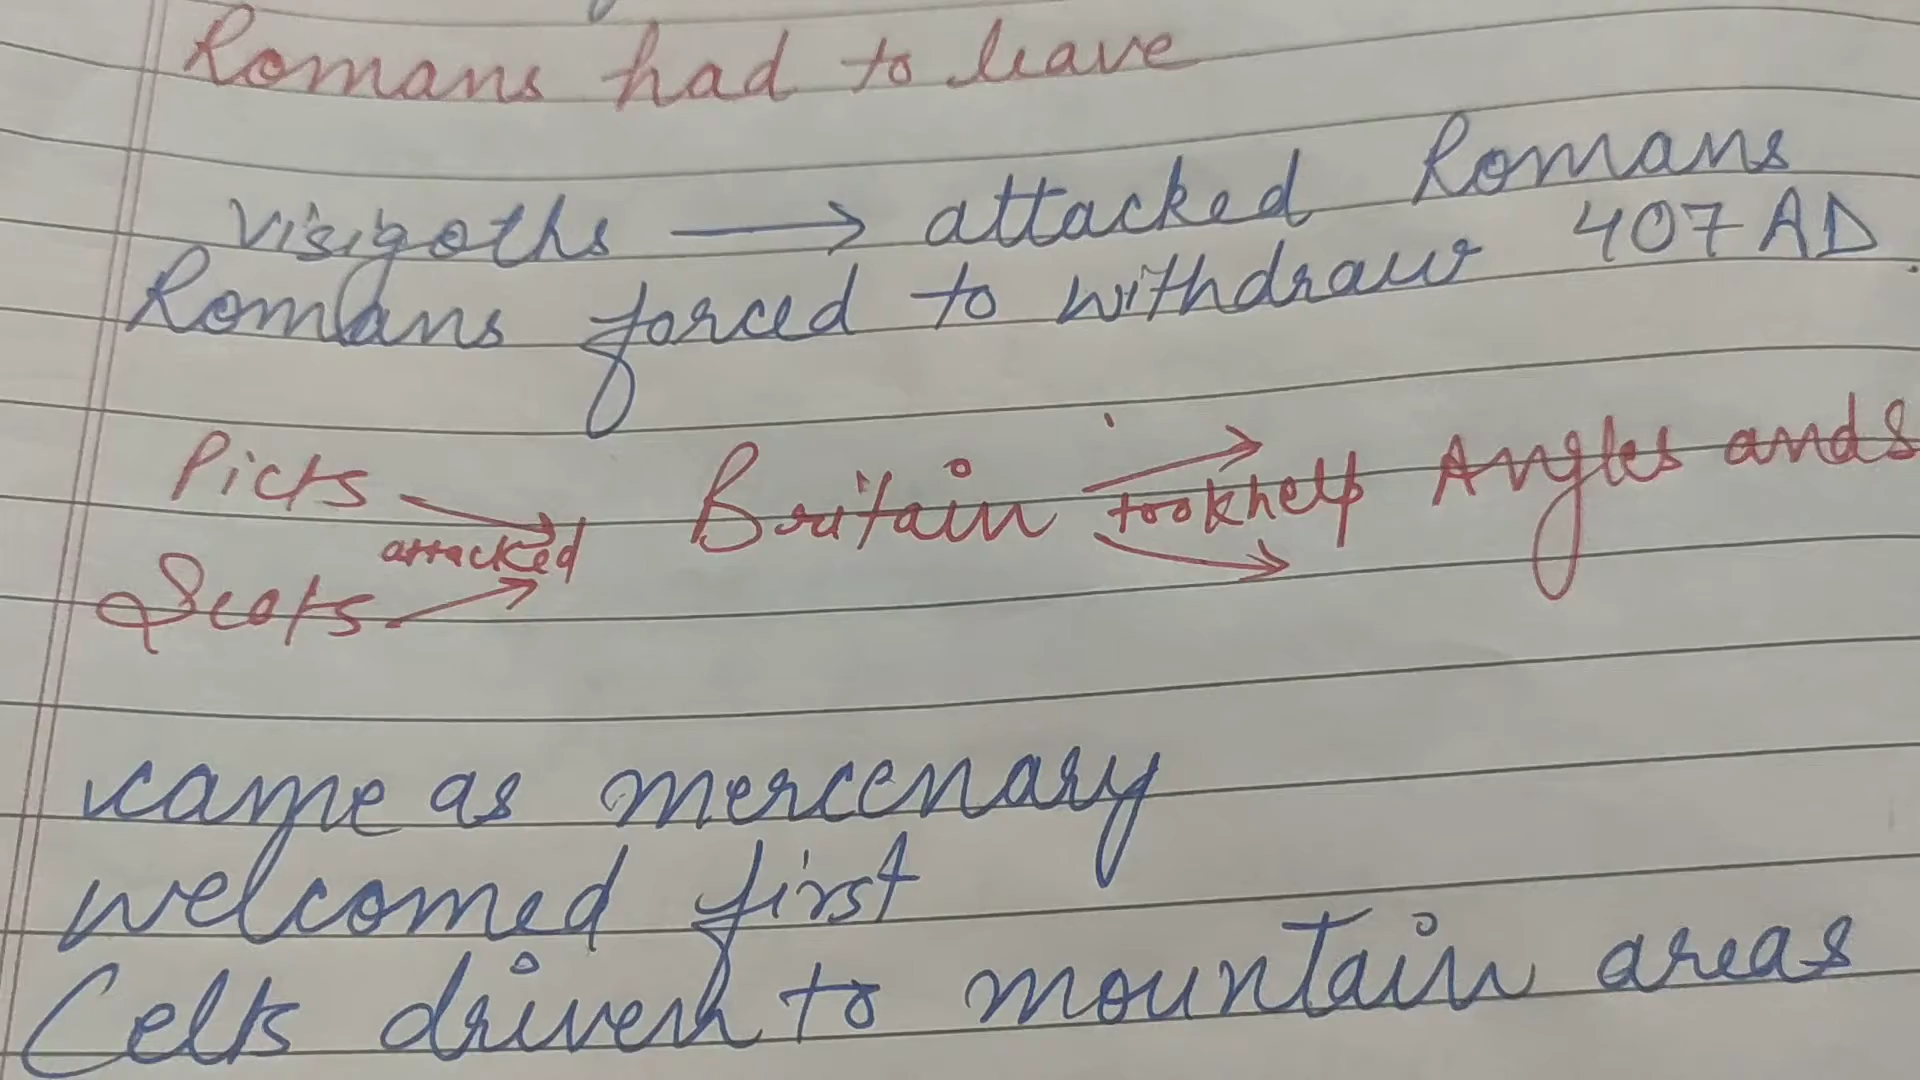 Romans had to leave
Visigoths → attacked Romans
Romans forced to withdraw 407 AD
Picts
attacked
Scots
Britain
took help
Angles and S
came as mercenary
welcomed first
Celts driven to mountain areas